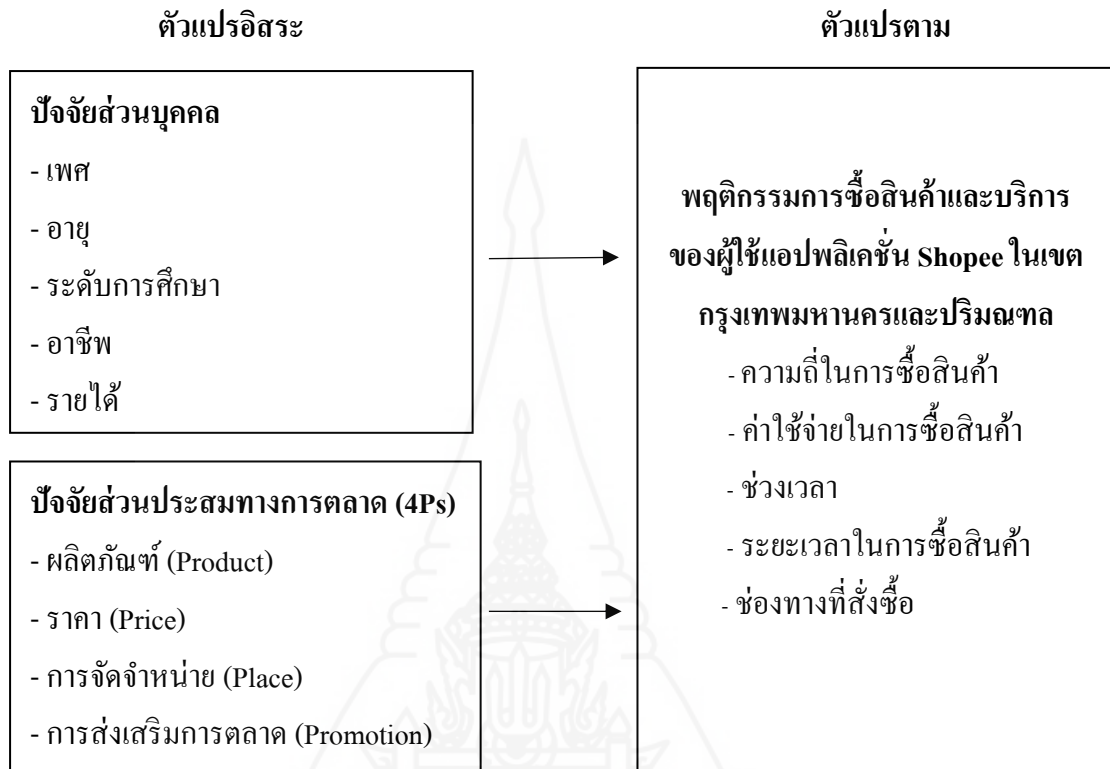 ตัวแปรอิสระ
ปัจจัยส่วนบุคคล
- เพศ
- อายุ
- ระดับการศึกษา
- อาชีพ
- รายได้
ปัจจัยส่วนประสมทางการตลาด (4Ps)
- ผลิตภัณฑ์ (Product)
- ราคา (Price)
- การจัดจำหน่าย (Place)
- การส่งเสริมการตลาด (Promotion)
ตัวแปรตาม
พฤติกรรมการซื้อสินค้าและบริการ
ของผู้ใช้แอปพลิเคชั่น Shopee ในเขต
กรุงเทพมหานครและปริมณฑล
- ความถี่ในการซื้อสินค้า
- ค่าใช้จ่ายในการซื้อสินค้า
- ช่วงเวลา
- ระยะเวลาในการซื้อสินค้า
- ช่องทางที่สั่งซื้อ